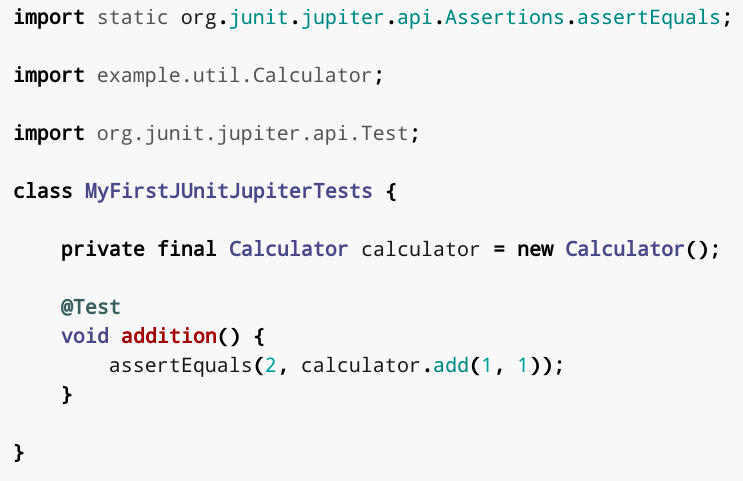 import static org.junit.jupiter.api.Assertions.assertEquals;
import example.util.Calculator;
import org.junit.jupiter.api.Test;
class MyFirstJUnitJupiterTests {
    private final Calculator calculator = new Calculator();
    @Test
    void addition() {
        assertEquals(2, calculator.add(1, 1));
    }
}